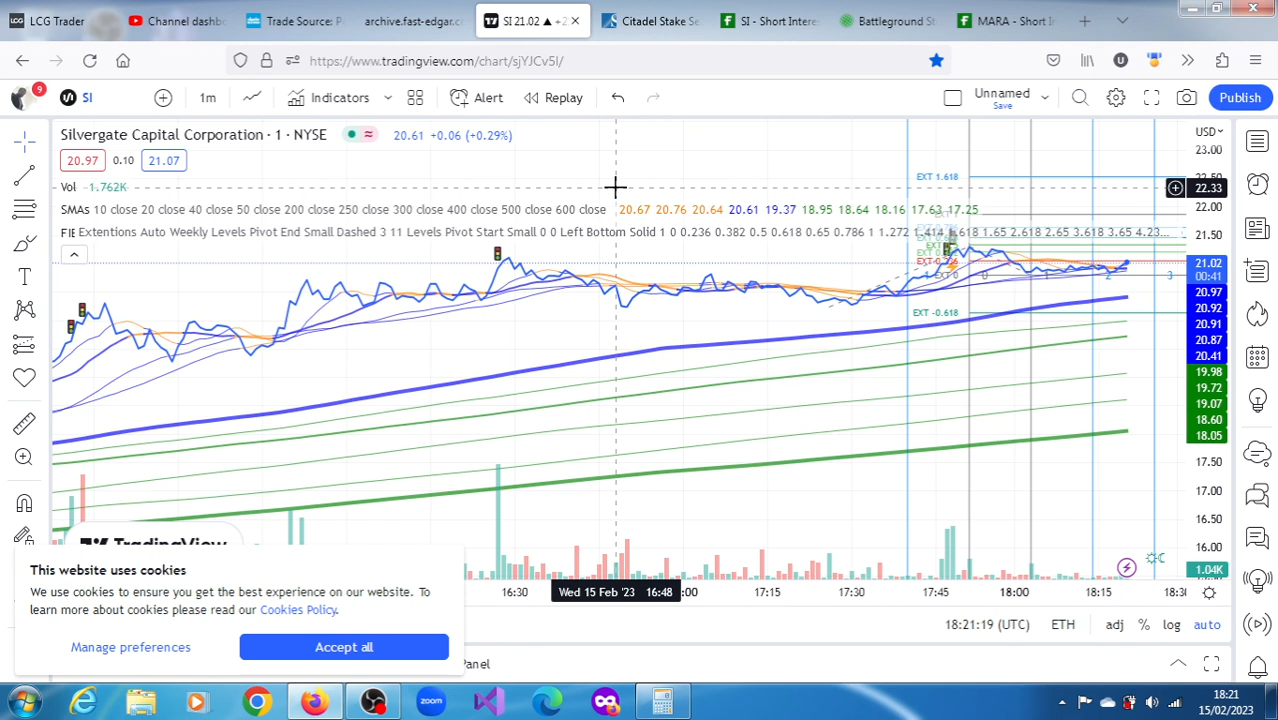 LCG Trader
Channel dashb
Trade Source: P
archive.fast-edgar.c
SI 21.02 ▲ +2
Citadel Stake Se
SI - Short Intere
Battleground St
MARA - Short In
https://www.tradingview.com/chart/sjYJCv5I/
9
SI
1m
Indicators
Alert
Replay
Unnamed
Save
Publish
Silvergate Capital Corporation · 1 · NYSE
20.61 +0.06 (+0.29%)
USD
20.97 0.10 21.07
Vol 1.762K
SMAs 10 close 20 close 40 close 50 close 200 close 250 close 300 close 400 close 500 close 600 close 20.67 20.76 20.64 20.61 19.37 18.95 18.64 18.16 17.63 17.25
Extentions Auto Weekly Levels Pivot End Small Dashed 3 11 Levels Pivot Start Small 0 0 Left Bottom Solid 1 0 0.236 0.382 0.5 0.618 0.65 0.786 1 1.272 1.414 1.618 1.65 2.618 2.65 3.618 3.65 4.23...
EXT 1.618
EXT 0
EXT -0.618
0
1
2
3
23.00
22.33
22.00
21.50
21.02
00:41
20.97
20.92
20.91
20.87
20.41
19.98
19.72
19.07
18.60
18.05
17.50
17.00
16.50
16.00
1.04K
TradingView
16:30
Wed 15 Feb '23 16:48
17:15
17:30
17:45
18:00
18:15
18:30
This website uses cookies
We use cookies to ensure you get the best experience on our website. To
learn more about cookies please read our Cookies Policy.
Manage preferences
Accept all
18:21:19 (UTC)
ETH
adj
%
log
auto
Panel
zoom
18:21
15/02/2023